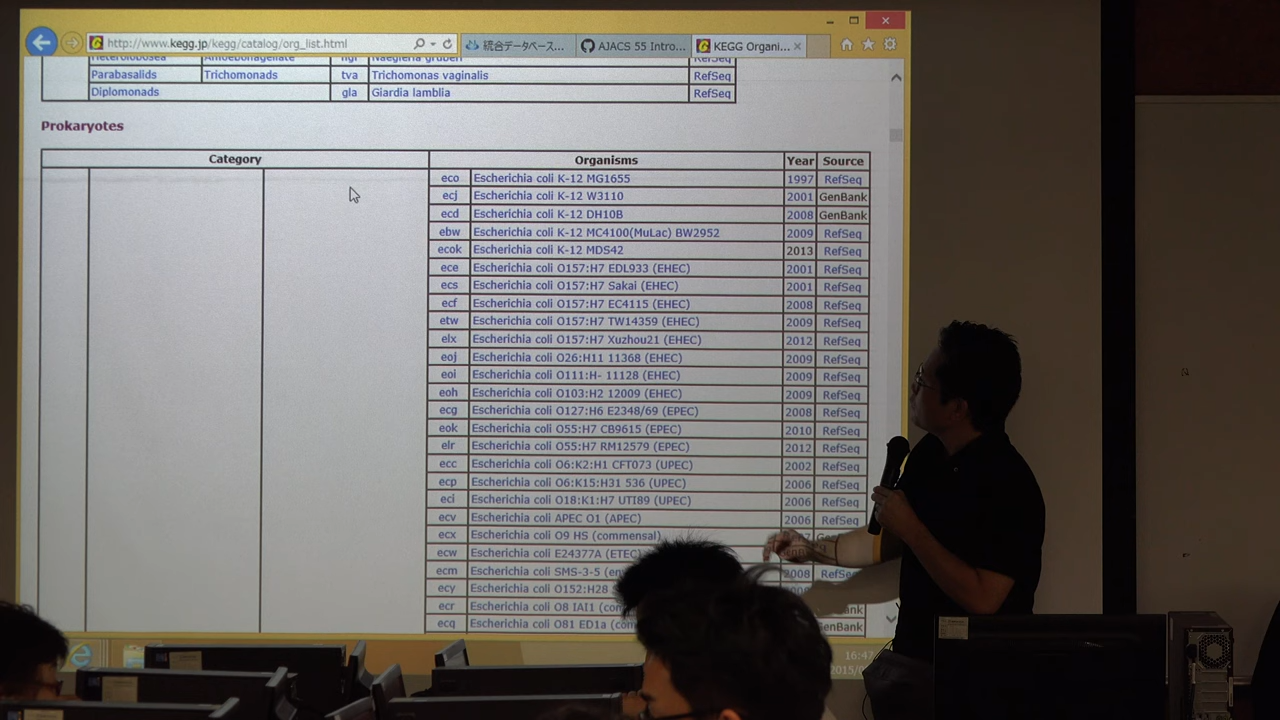 http://www.kegg.jp/kegg/catalog/org_list.html 統合データベース... AJACS 55 Intro... KEGG Organi...
Heterolobosea Amoeboflagellate ngr Naegleria gruberi RefSeq
Parabasalids Trichomonads tva Trichomonas vaginalis RefSeq
Diplomonads gla Giardia lamblia RefSeq
Prokaryotes
Category Organisms Year Source
eco Escherichia coli K-12 MG1655 1997 RefSeq
ecj Escherichia coli K-12 W3110 2001 GenBank
ecd Escherichia coli K-12 DH10B 2008 GenBank
ebw Escherichia coli K-12 MC4100(MuLac) BW2952 2009 RefSeq
ecok Escherichia coli K-12 MDS42 2013 RefSeq
ece Escherichia coli O157:H7 EDL933 (EHEC) 2001 RefSeq
ecs Escherichia coli O157:H7 Sakai (EHEC) 2001 RefSeq
ecf Escherichia coli O157:H7 EC4115 (EHEC) 2008 RefSeq
etw Escherichia coli O157:H7 TW14359 (EHEC) 2009 RefSeq
elx Escherichia coli O157:H7 Xuzhou21 (EHEC) 2012 RefSeq
eoj Escherichia coli O26:H11 11368 (EHEC) 2009 RefSeq
eoi Escherichia coli O111:H- 11128 (EHEC) 2009 RefSeq
eoh Escherichia coli O103:H2 12009 (EHEC) 2009 RefSeq
ecg Escherichia coli O127:H6 E2348/69 (EPEC) 2008 RefSeq
eok Escherichia coli O55:H7 CB9615 (EPEC) 2010 RefSeq
elr Escherichia coli O55:H7 RM12579 (EPEC) 2012 RefSeq
ecc Escherichia coli O6:K2:H1 CFT073 (UPEC) 2002 RefSeq
ecp Escherichia coli O6:K15:H31 536 (UPEC) 2006 RefSeq
eci Escherichia coli O18:K1:H7 UTI89 (UPEC) 2006 RefSeq
ecv Escherichia coli APEC O1 (APEC) 2006 RefSeq
ecx Escherichia coli O9 HS (commensal)
ecw Escherichia coli E24377A (ETEC)
ecm Escherichia coli SMS-3-5 2008 RefSeq
ecy Escherichia coli O152:H28
ecr Escherichia coli O8 IAI1
ecq Escherichia coli O81 ED1a GenBank
16:47